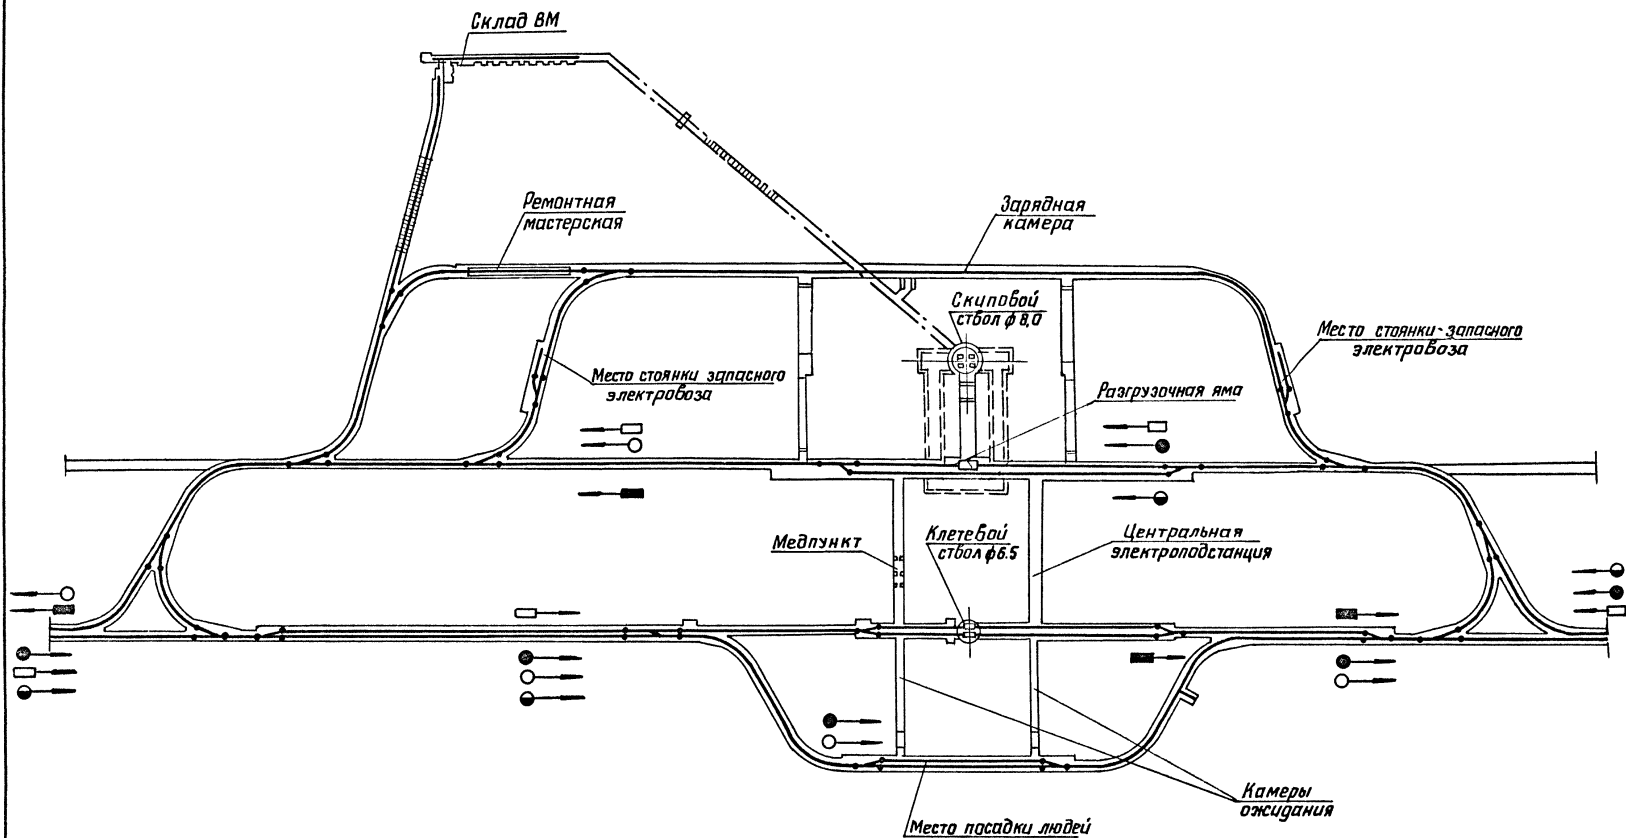 Склад ВМ
Ремонтная
мастерская
Зарядная
камера
Скиповой
ствол ϕ 8,0
Место стоянки-запасного
электровоза
Место стоянки запасного
электровоза
Разгрузочная яма
Медпункт
Клетевой
ствол ϕ6.5
Центральная
электроподстанция
Камеры
ожидания
Место посадки людей